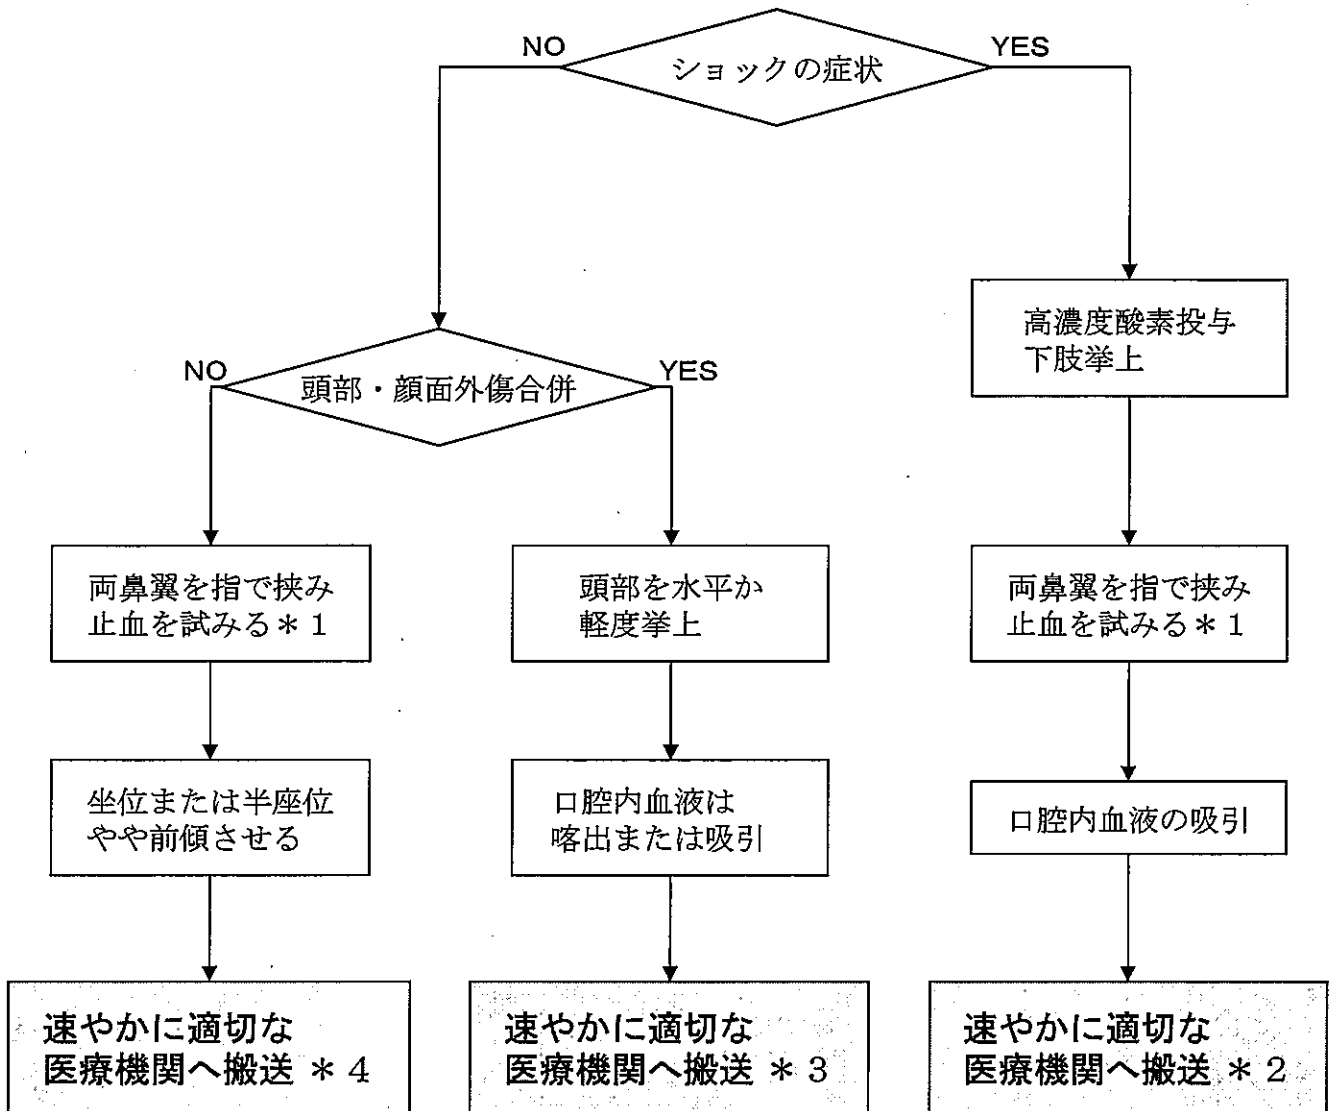 ショックの症状
NO
YES
高濃度酸素投与
下肢挙上
頭部・顔面外傷合併
NO
YES
両鼻翼を指で挟み
止血を試みる＊１
頭部を水平か
軽度挙上
両鼻翼を指で挟み
止血を試みる＊１
坐位または半座位
やや前傾させる
口腔内血液は
喀出または吸引
口腔内血液の吸引
速やかに適切な
医療機関へ搬送 ＊４
速やかに適切な
医療機関へ搬送 ＊３
速やかに適切な
医療機関へ搬送 ＊２